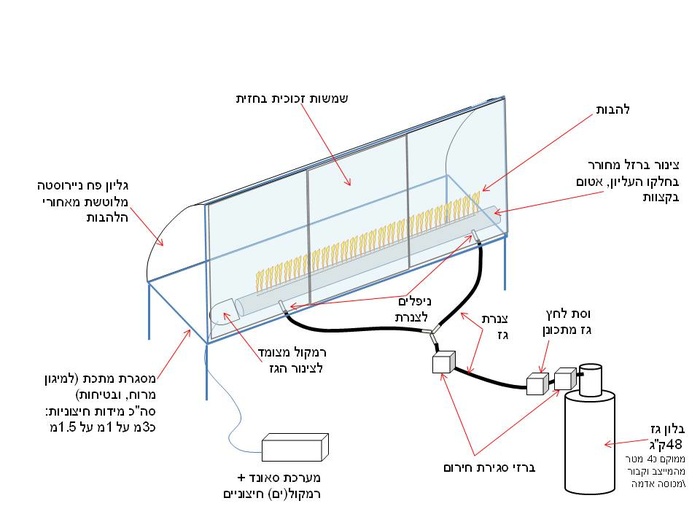 שמשות זכוכית בחזית
להבות
צינור ברזל מחורר
בחלקו העליון, אטום
בקצוות
גליון פח ניירוסטה
מלוטשת מאחורי
הלהבות
ניפלים
לצנרת
צנרת
גז
וסת לחץ
גז מתכונן
רמקול מצומד
לצינור הגז
מסגרת מתכת (למיגון
מרוח, ובטיחות)
סה"כ מידות חיצוניות:
כ3מ על 1מ על 1.5מ
בלון גז
48ק"ג
ממוקם כ4 מטר
מהמייצב וקבור
\מכוסה אדמה
ברזי סגירת חירום
מערכת סאונד +
רמקול(ים) חיצוניים